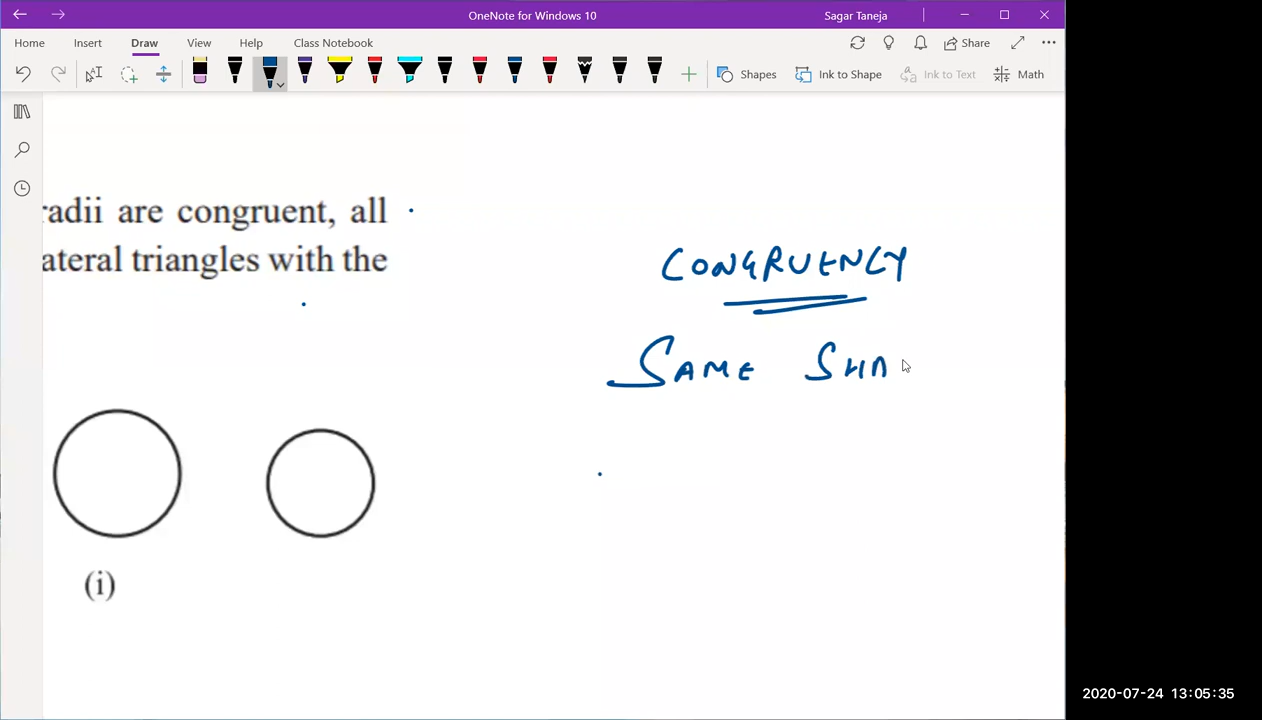 OneNote for Windows 10
Sagar Taneja
Home Insert Draw View Help Class Notebook
Share
Shapes Ink to Shape Ink to Text Math
radii are congruent, all
ateral triangles with the
CONGRUENCY
SAME SHA
(i)
2020-07-24 13:05:35